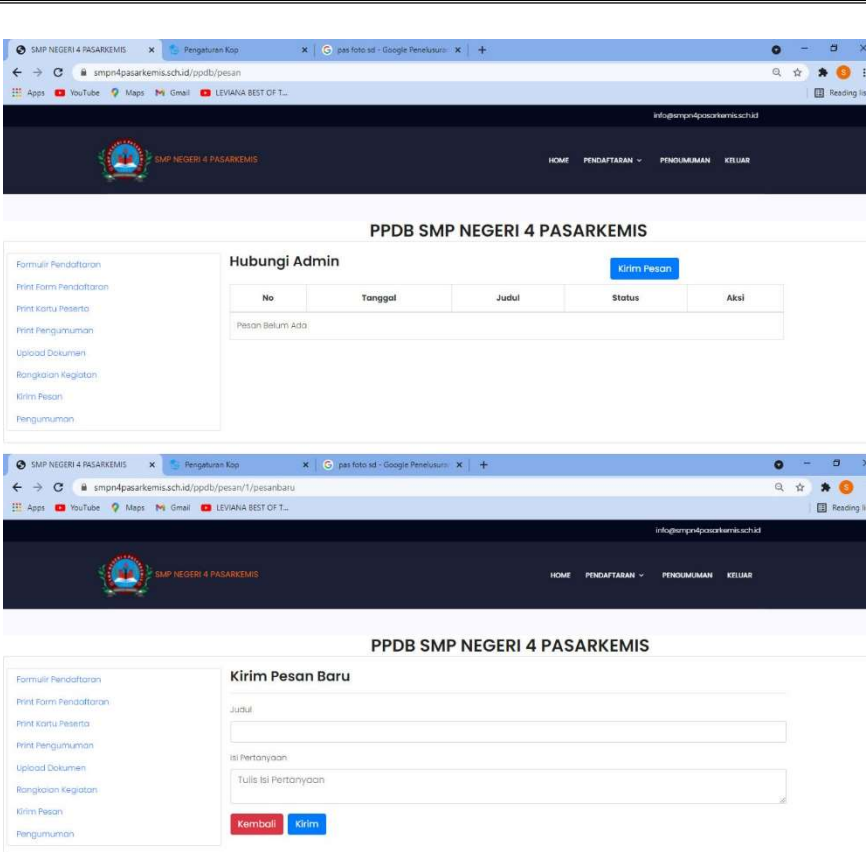 SMP NEGERI 4 PASARKEMIS
Pengaturan Kop
pas foto sd - Google Penelusura
smpn4pasarkemis.sch.id/ppdb/pesan
Apps YouTube Maps Gmail LEVIANA BEST OF T... Reading lis
info@smpn4pasarkemis.sch.id
SMP NEGERI 4 PASARKEMIS
HOME PENDAFTARAN PENGUMUMAN KELUAR
PPDB SMP NEGERI 4 PASARKEMIS
Formulir Pendaftaran
Print Form Pendaftaran
Print Kartu Peserta
Print Pengumuman
Upload Dokumen
Rangkaian Kegiatan
Kirim Pesan
Pengumuman
Hubungi Admin
Kirim Pesan
No Tanggal Judul Status Aksi
Pesan Belum Ada
SMP NEGERI 4 PASARKEMIS
Pengaturan Kop
pas foto sd - Google Penelusura
smpn4pasarkemis.sch.id/ppdb/pesan/1/pesanbaru
Apps YouTube Maps Gmail LEVIANA BEST OF T... Reading li
info@smpn4pasarkemis.sch.id
SMP NEGERI 4 PASARKEMIS
HOME PENDAFTARAN PENGUMUMAN KELUAR
PPDB SMP NEGERI 4 PASARKEMIS
Formulir Pendaftaran
Print Form Pendaftaran
Print Kartu Peserta
Print Pengumuman
Upload Dokumen
Rangkaian Kegiatan
Kirim Pesan
Pengumuman
Kirim Pesan Baru
Judul
Isi Pertanyaan
Tulis Isi Pertanyaan
Kembali Kirim